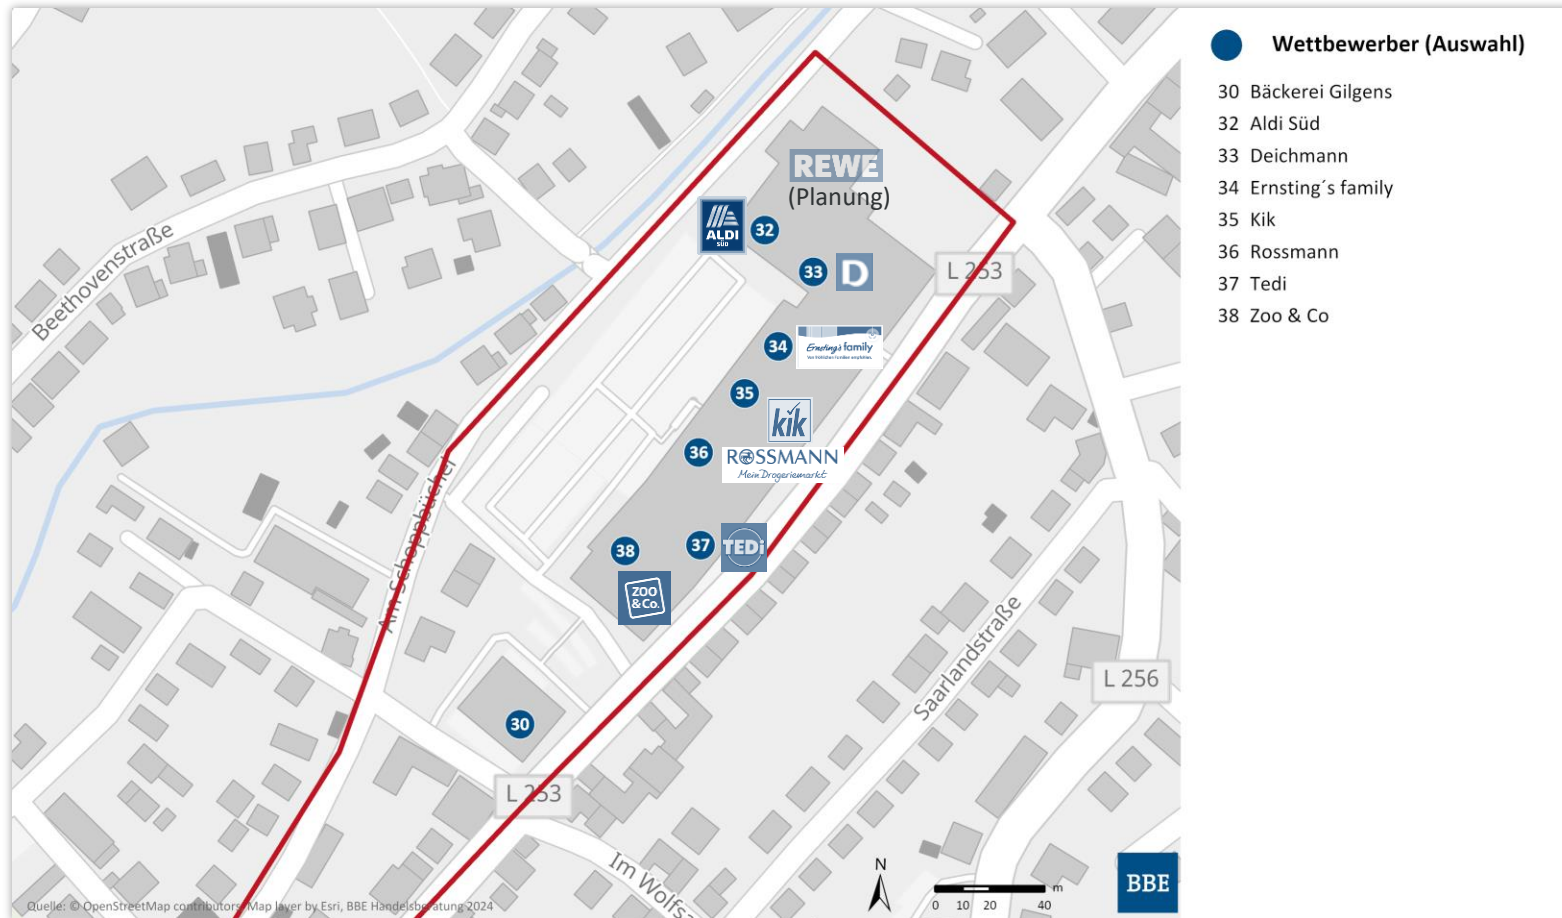 Wettbewerber (Auswahl)
30 Bäckerei Gilgens
32 Aldi Süd
33 Deichmann
34 Ernsting´s family
35 Kik
36 Rossmann
37 Tedi
38 Zoo & Co
REWE
(Planung)
ALDI
SÜD
32
33
D
L 253
Beethovenstraße
34
Ernsting's family
35
kik
36
ROSSMANN
Mein Drogeriemarkt
Am Schoppbüchel
37
TEDi
38
ZOO
& Co.
Saarlandstraße
L 256
30
L 253
Im Wolfsa
N
m
0 10 20 40
BBE
Quelle: © OpenStreetMap contributors, Map layer by Esri, BBE Handelsberatung 2024